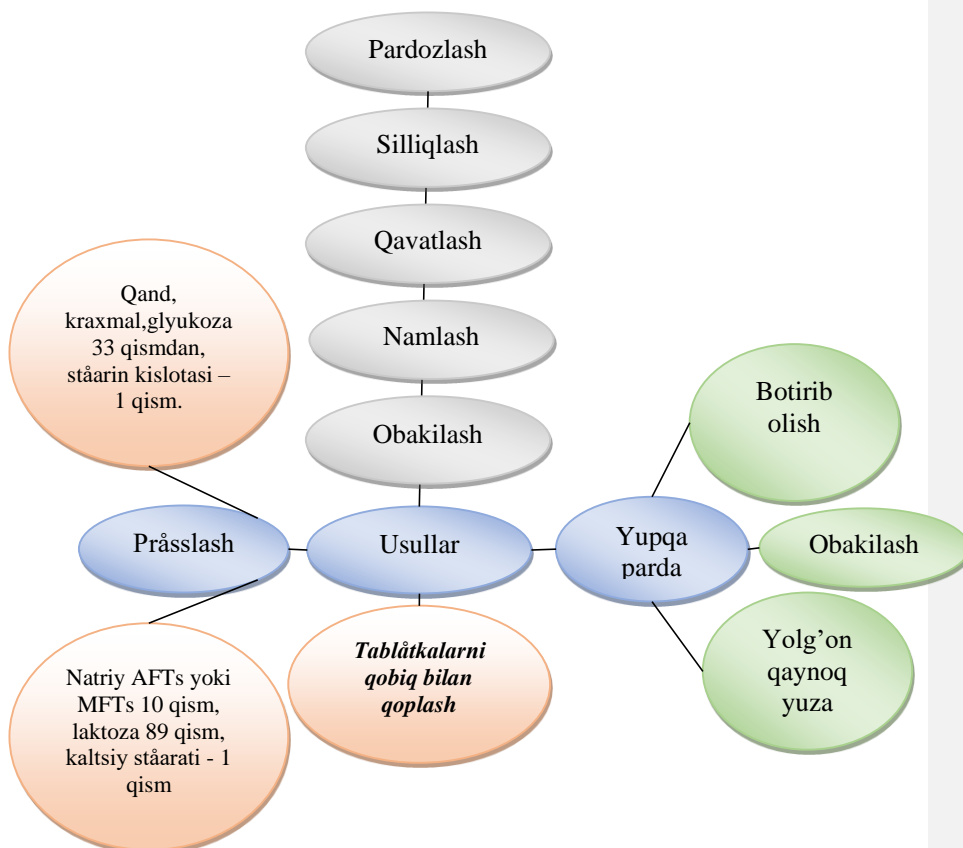 Pardozlash
Silliqlash
Qavatlash
Namlash
Obakilash
Qand,
kraxmal,glyukoza
33 qismdan,
ståarin kislotasi –
1 qism.
Pråsslash
Usullar
Yupqa
parda
Botirib
olish
Obakilash
Yolg’on
qaynoq
yuza
Natriy AFTs yoki
MFTs 10 qism,
laktoza 89 qism,
kaltsiy ståarati - 1
qism
Tablåtkalarni
qobiq bilan
qoplash